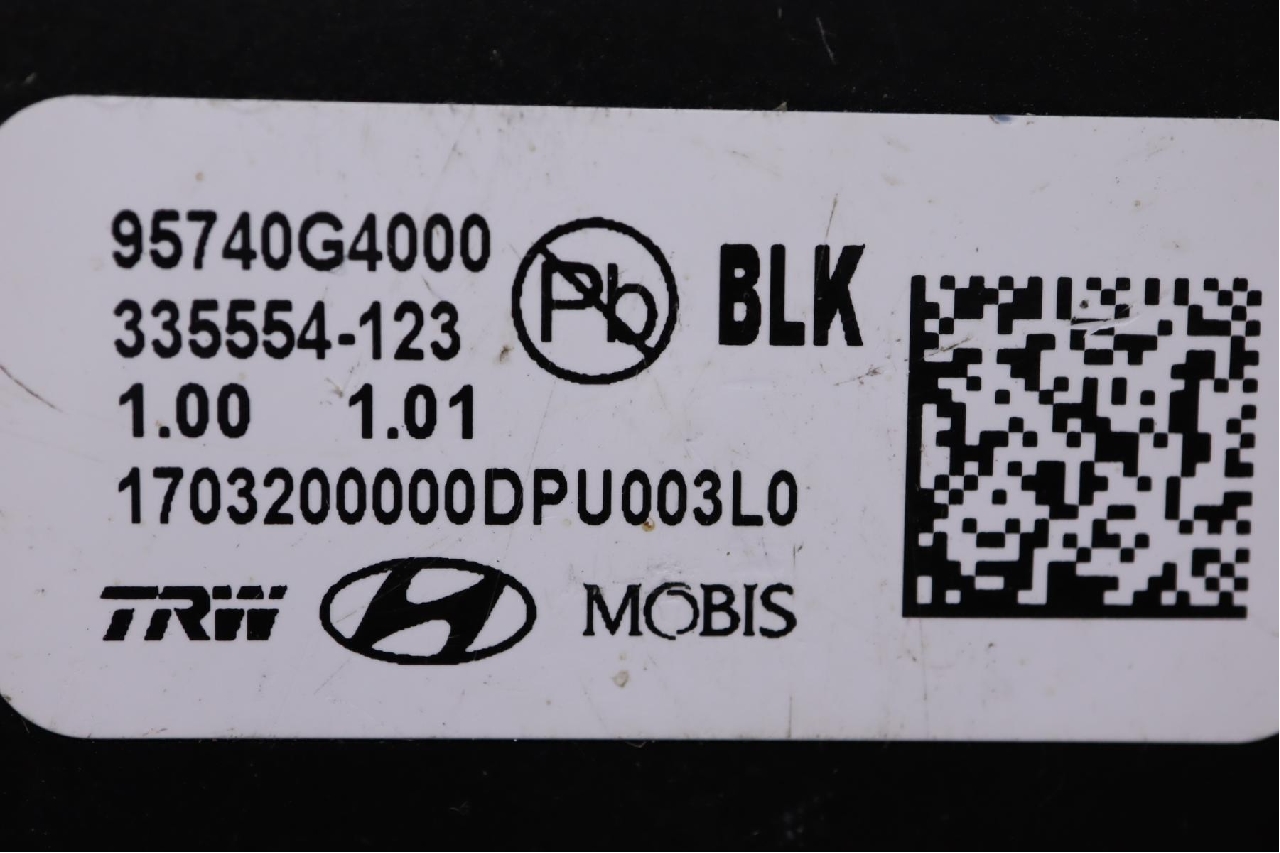 95740G4000
335554-123
Pb
BLK
1.00 1.01
1703200000DPU003L0
TRW
MOBIS